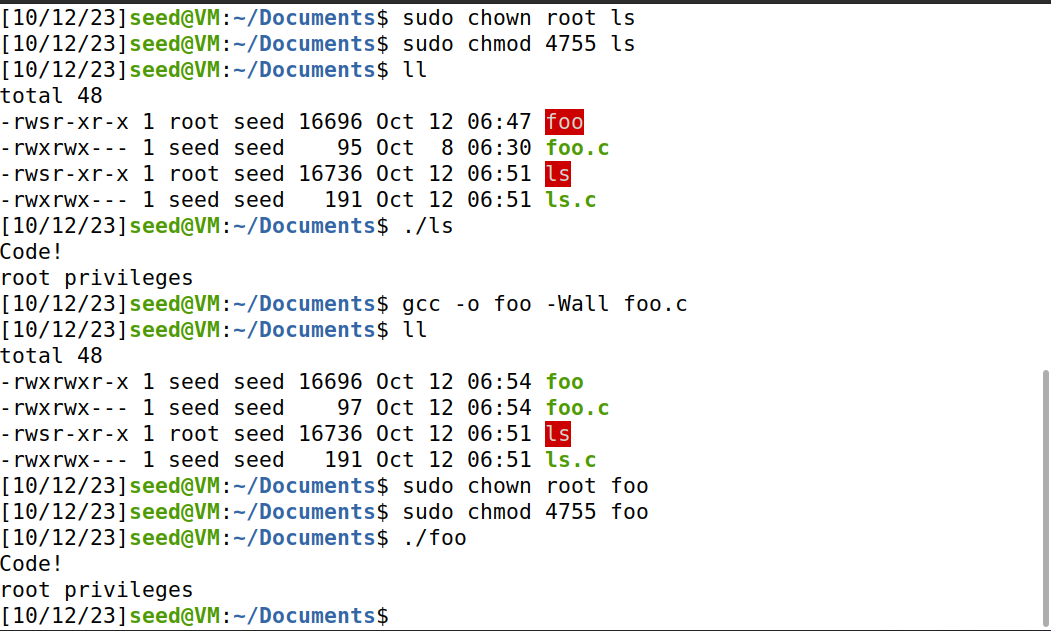 [10/12/23]seed@VM:~/Documents$ sudo chown root ls
[10/12/23]seed@VM:~/Documents$ sudo chmod 4755 ls
[10/12/23]seed@VM:~/Documents$ ll
total 48
-rwsr-xr-x 1 root seed 16696 Oct 12 06:47 foo
-rwxrwx--- 1 seed seed    95 Oct  8 06:30 foo.c
-rwsr-xr-x 1 root seed 16736 Oct 12 06:51 ls
-rwxrwx--- 1 seed seed   191 Oct 12 06:51 ls.c
[10/12/23]seed@VM:~/Documents$ ./ls
Code!
root privileges
[10/12/23]seed@VM:~/Documents$ gcc -o foo -Wall foo.c
[10/12/23]seed@VM:~/Documents$ ll
total 48
-rwxrwxr-x 1 seed seed 16696 Oct 12 06:54 foo
-rwxrwx--- 1 seed seed    97 Oct 12 06:54 foo.c
-rwsr-xr-x 1 root seed 16736 Oct 12 06:51 ls
-rwxrwx--- 1 seed seed   191 Oct 12 06:51 ls.c
[10/12/23]seed@VM:~/Documents$ sudo chown root foo
[10/12/23]seed@VM:~/Documents$ sudo chmod 4755 foo
[10/12/23]seed@VM:~/Documents$ ./foo
Code!
root privileges
[10/12/23]seed@VM:~/Documents$